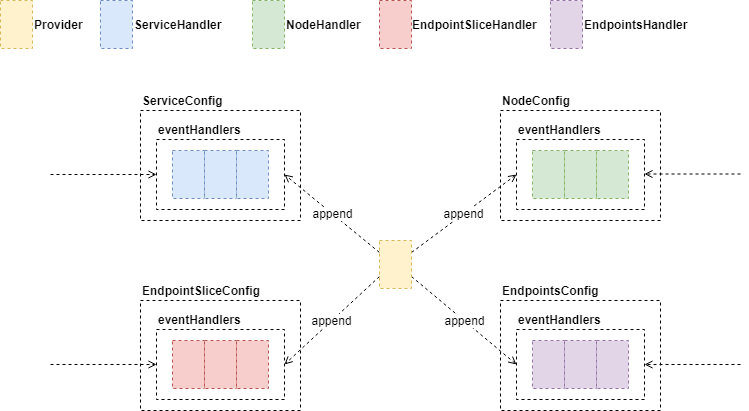 Provider
ServiceHandler
NodeHandler
EndpointSliceHandler
EndpointsHandler
ServiceConfig
eventHandlers
NodeConfig
eventHandlers
append
append
EndpointSliceConfig
eventHandlers
EndpointsConfig
eventHandlers
append
append